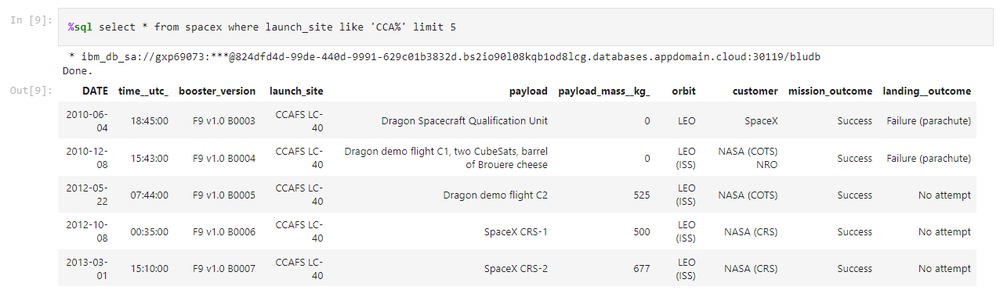 In [9]:
%sql select * from spacex where launch_site like 'CCA%' limit 5
* ibm_db_sa://gxp69073:***@824dfd4d-99de-440d-9991-629c01b3832d.bs2io90l08kqb1od8lcg.databases.appdomain.cloud:30119/bludb
Done.
Out[9]:
DATE time__utc_ booster_version launch_site payload payload_mass__kg_ orbit customer mission_outcome landing__outcome
2010-06-04 18:45:00 F9 v1.0 B0003 CCAFS LC-40 Dragon Spacecraft Qualification Unit 0 LEO SpaceX Success Failure (parachute)
2010-12-08 15:43:00 F9 v1.0 B0004 CCAFS LC-40 Dragon demo flight C1, two CubeSats, barrel of Brouere cheese 0 LEO (ISS) NASA (COTS) NRO Success Failure (parachute)
2012-05-22 07:44:00 F9 v1.0 B0005 CCAFS LC-40 Dragon demo flight C2 525 LEO (ISS) NASA (COTS) Success No attempt
2012-10-08 00:35:00 F9 v1.0 B0006 CCAFS LC-40 SpaceX CRS-1 500 LEO (ISS) NASA (CRS) Success No attempt
2013-03-01 15:10:00 F9 v1.0 B0007 CCAFS LC-40 SpaceX CRS-2 677 LEO (ISS) NASA (CRS) Success No attempt